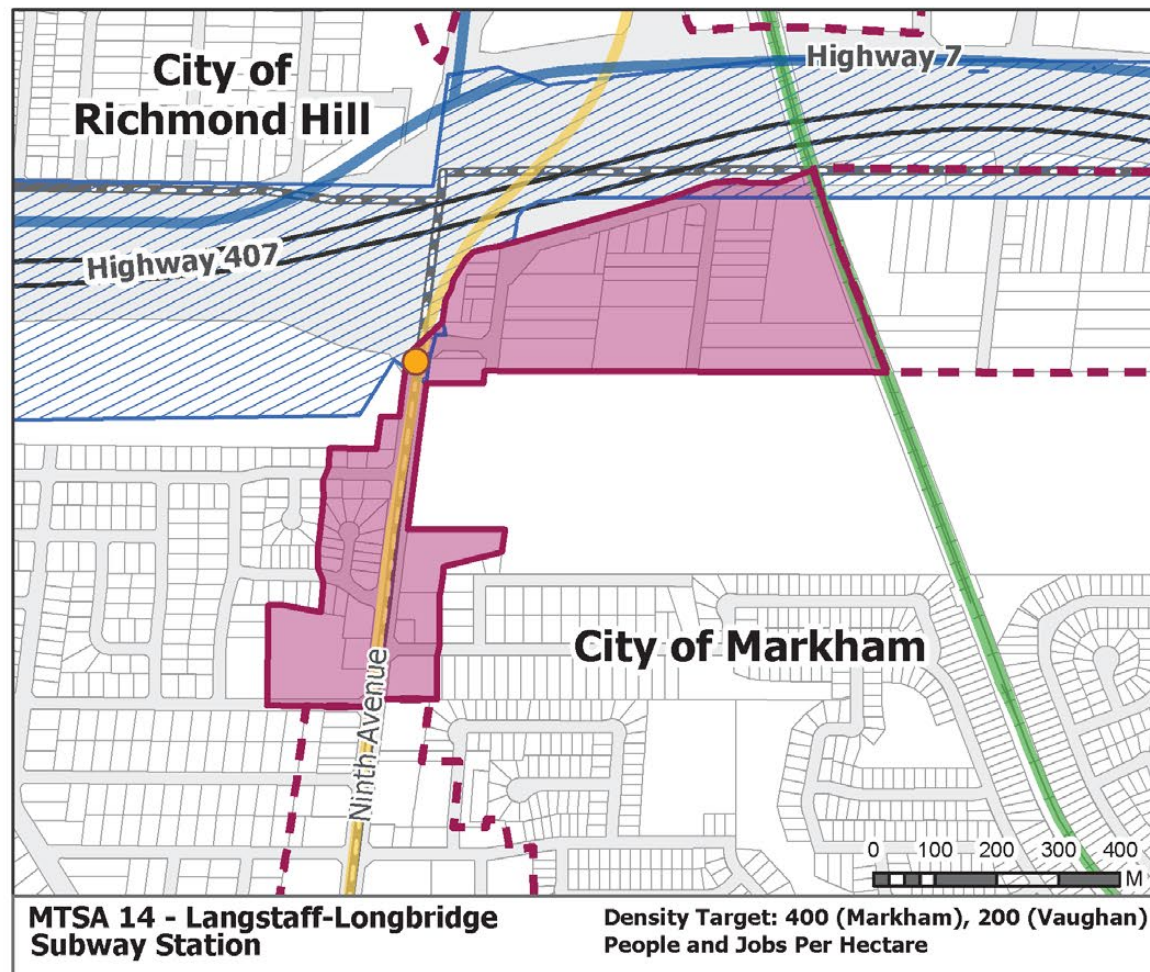 City of
Richmond Hill
Highway 7
Highway 407
City of Markham
Ninth Avenue
0 100 200 300 400
M
MTSA 14 - Langstaff-Longbridge
Subway Station
Density Target: 400 (Markham), 200 (Vaughan)
People and Jobs Per Hectare